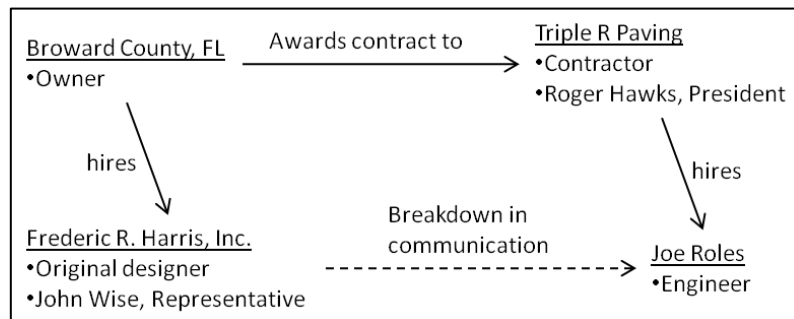 Broward County, FL
•Owner
Awards contract to
Triple R Paving
•Contractor
•Roger Hawks, President
hires
hires
Frederic R. Harris, Inc.
•Original designer
•John Wise, Representative
Breakdown in
communication
Joe Roles
•Engineer